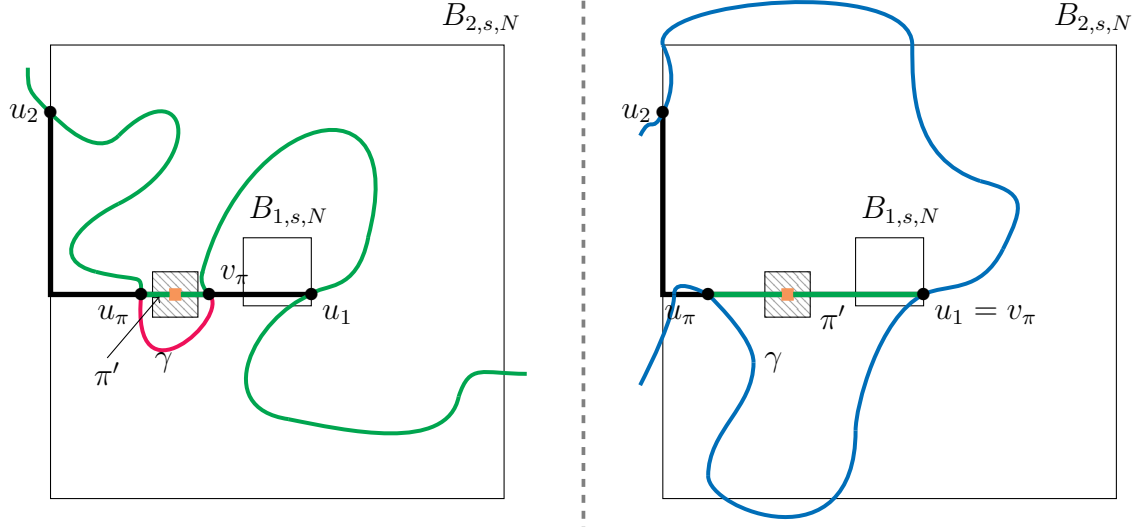 B_{2,s,N}
u_2
B_{1,s,N}
v_π
u_π
u_1
π′
γ
B_{2,s,N}
u_2
B_{1,s,N}
u_π
π′
u_1 = v_π
γ